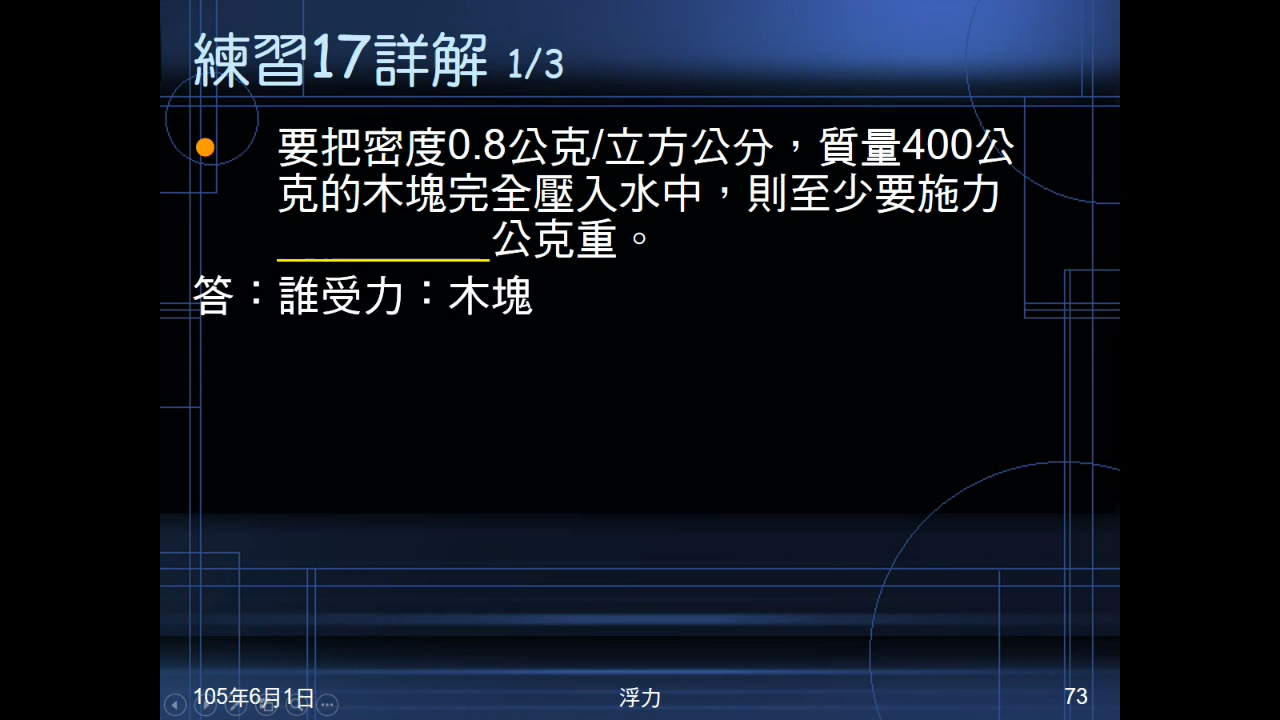 練習17詳解 1/3
要把密度0.8公克/立方公分，質量400公
克的木塊完全壓入水中，則至少要施力
__________公克重。
答：誰受力：木塊
105年6月1日
浮力
73